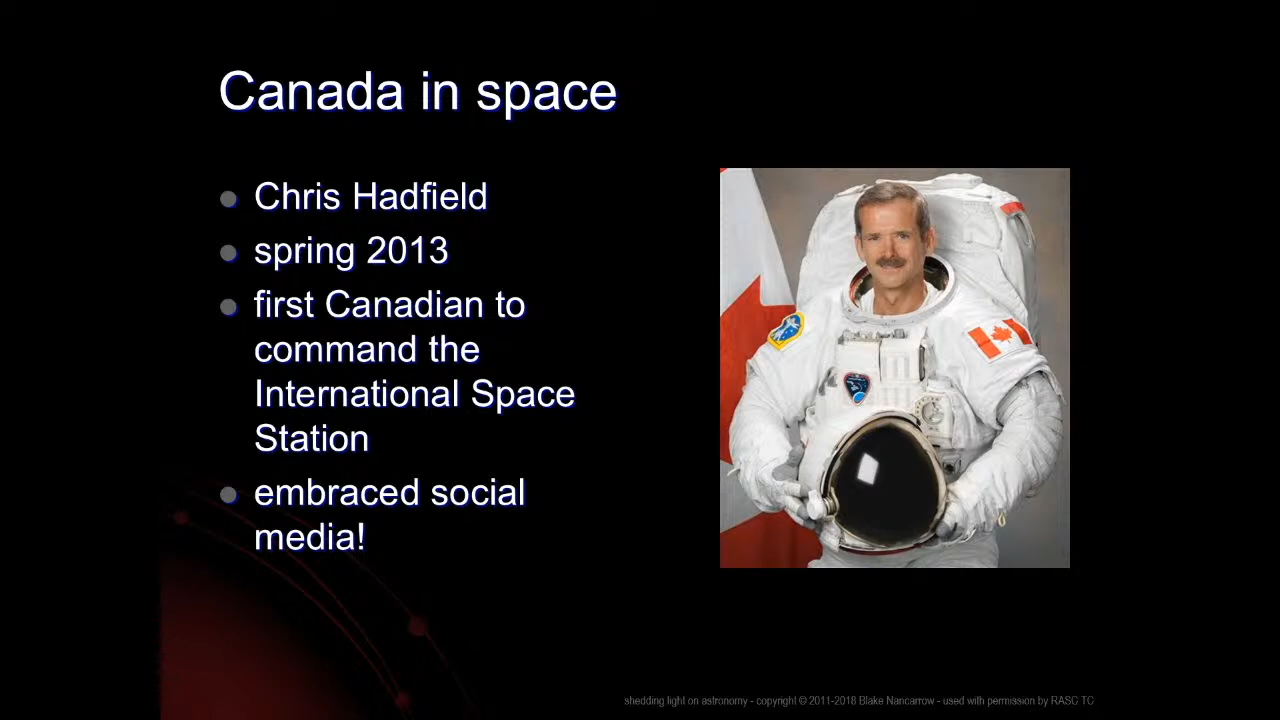 Canada in space
Chris Hadfield
spring 2013
first Canadian to
command the
International Space
Station
embraced social
media!
shedding light on astronomy - copyright © 2011-2018 Blake Nancarrow - used with permission by RASC TC